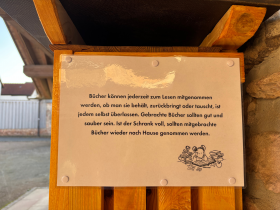 Bücher können jederzeit zum Lesen mitgenommen
werden, ob man sie behält, zurückbringt oder tauscht, ist
jedem selbst überlassen. Gebrachte Bücher sollten gut und
sauber sein. Ist der Schrank voll, sollten mitgebrachte
Bücher wieder nach Hause genommen werden.